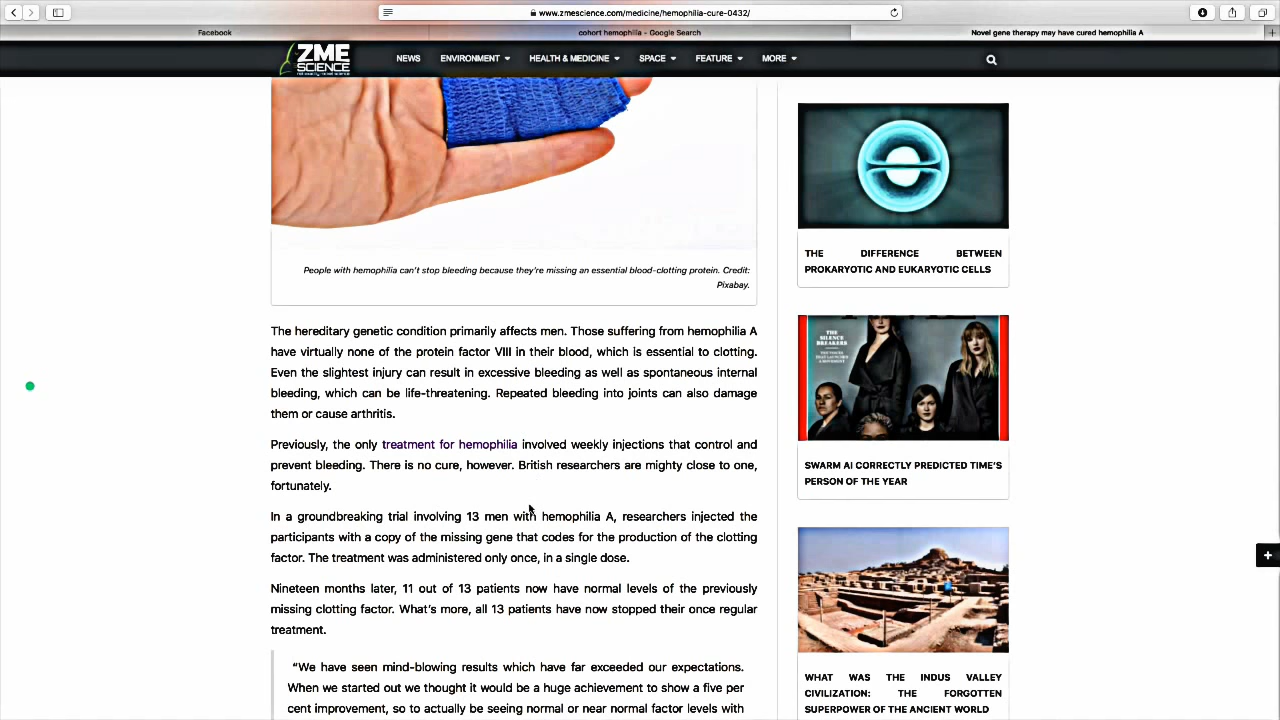 www.zmescience.com/medicine/hemophilia-cure-0432/
Facebook
cohort hemophilia - Google Search
Novel gene therapy may have cured hemophilia A
ZME
SCIENCE
NEWS
ENVIRONMENT
HEALTH & MEDICINE
SPACE
FEATURE
MORE
People with hemophilia can't stop bleeding because they're missing an essential blood-clotting protein. Credit:
Pixabay.
The hereditary genetic condition primarily affects men. Those suffering from hemophilia A
have virtually none of the protein factor VIII in their blood, which is essential to clotting.
Even the slightest injury can result in excessive bleeding as well as spontaneous internal
bleeding, which can be life-threatening. Repeated bleeding into joints can also damage
them or cause arthritis.
Previously, the only treatment for hemophilia involved weekly injections that control and
prevent bleeding. There is no cure, however. British researchers are mighty close to one,
fortunately.
In a groundbreaking trial involving 13 men with hemophilia A, researchers injected the
participants with a copy of the missing gene that codes for the production of the clotting
factor. The treatment was administered only once, in a single dose.
Nineteen months later, 11 out of 13 patients now have normal levels of the previously
missing clotting factor. What's more, all 13 patients have now stopped their once regular
treatment.
"We have seen mind-blowing results which have far exceeded our expectations.
When we started out we thought it would be a huge achievement to show a five per
cent improvement, so to actually be seeing normal or near normal factor levels with
THE DIFFERENCE BETWEEN
PROKARYOTIC AND EUKARYOTIC CELLS
THE
SILENCE
BREAKERS
SWARM AI CORRECTLY PREDICTED TIME'S
PERSON OF THE YEAR
WHAT WAS THE INDUS VALLEY
CIVILIZATION: THE FORGOTTEN
SUPERPOWER OF THE ANCIENT WORLD